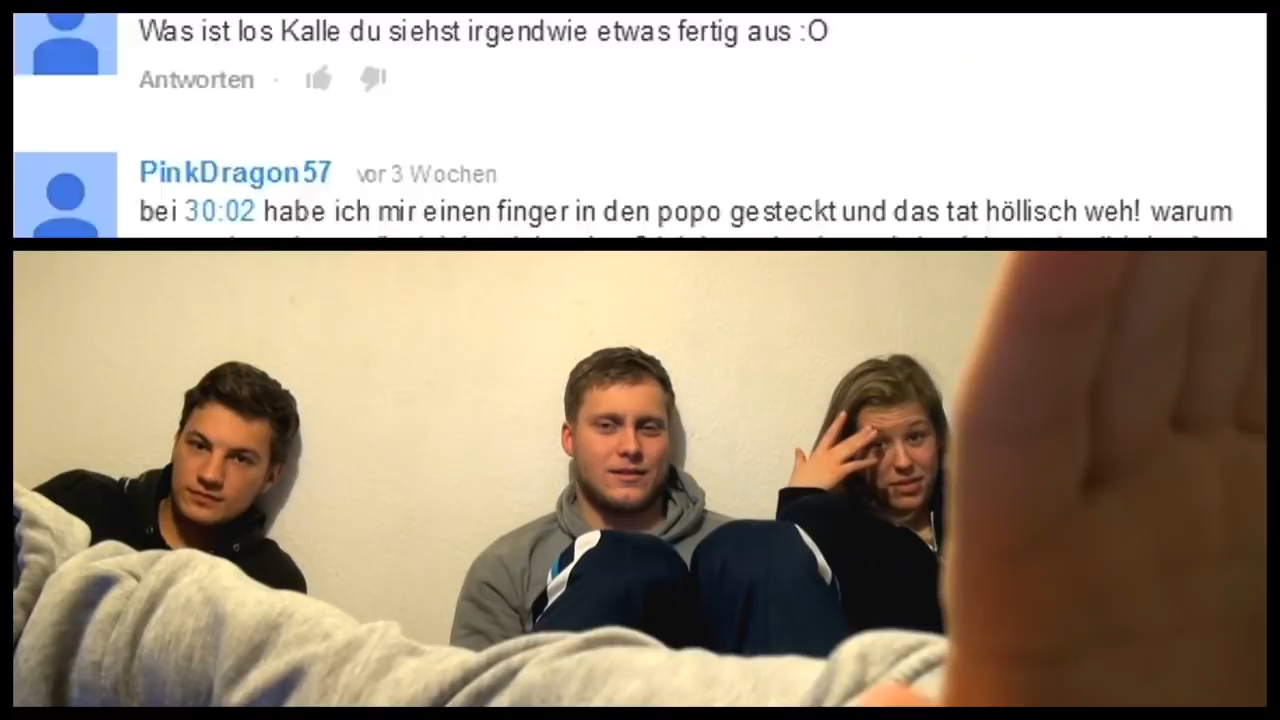 Was ist los Kalle du siehst irgendwie etwas fertig aus :O
Antworten ·
PinkDragon57 vor 3 Wochen
bei 30:02 habe ich mir einen finger in den popo gesteckt und das tat höllisch weh! warum